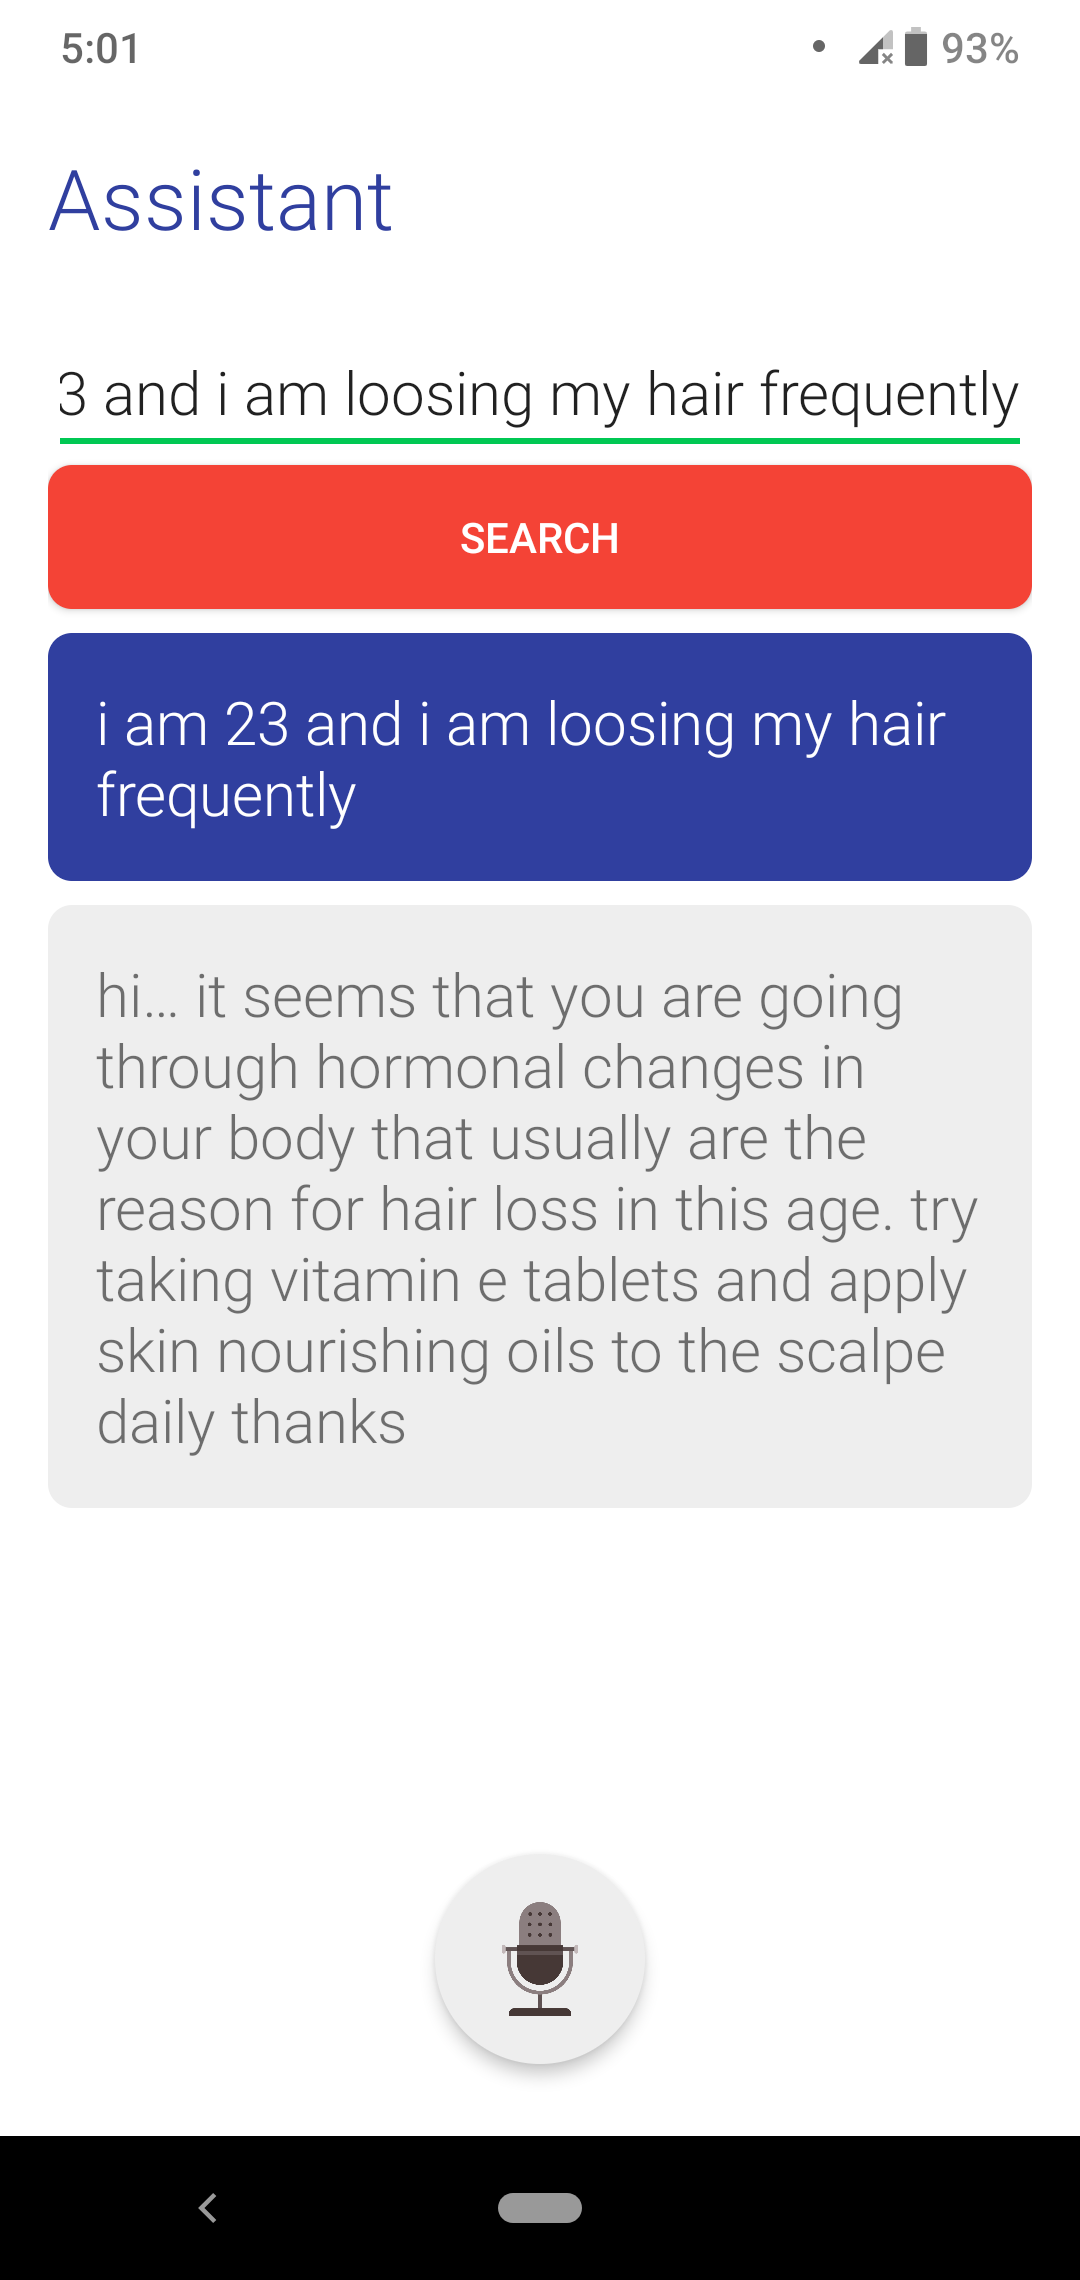 5:01
93%
Assistant
3 and i am loosing my hair frequently
SEARCH
i am 23 and i am loosing my hair
frequently
hi... it seems that you are going
through hormonal changes in
your body that usually are the
reason for hair loss in this age. try
taking vitamin e tablets and apply
skin nourishing oils to the scalpe
daily thanks